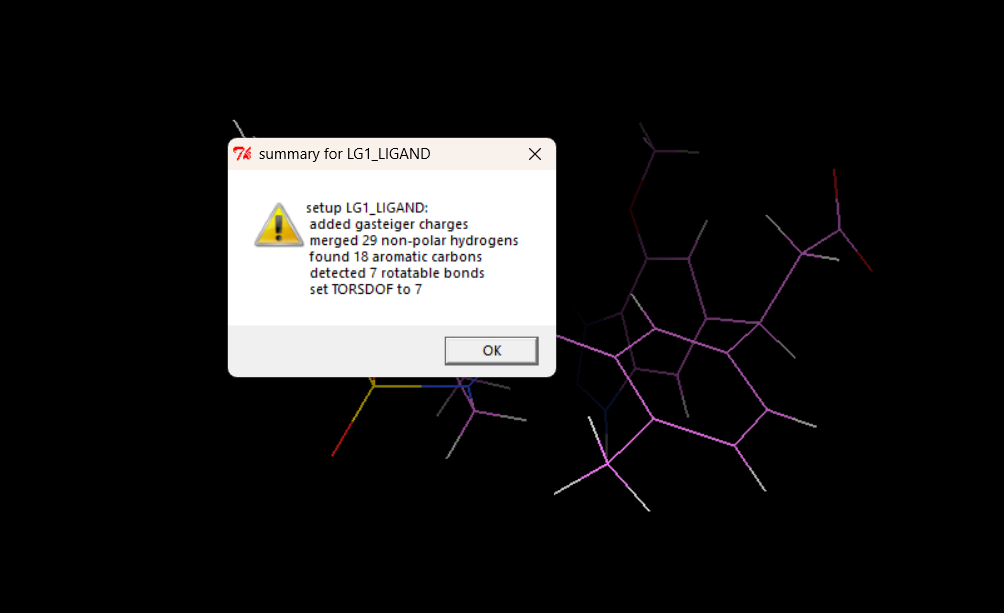 summary for LG1_LIGAND
setup LG1_LIGAND:
added gasteiger charges
merged 29 non-polar hydrogens
found 18 aromatic carbons
detected 7 rotatable bonds
set TORSDOF to 7
OK